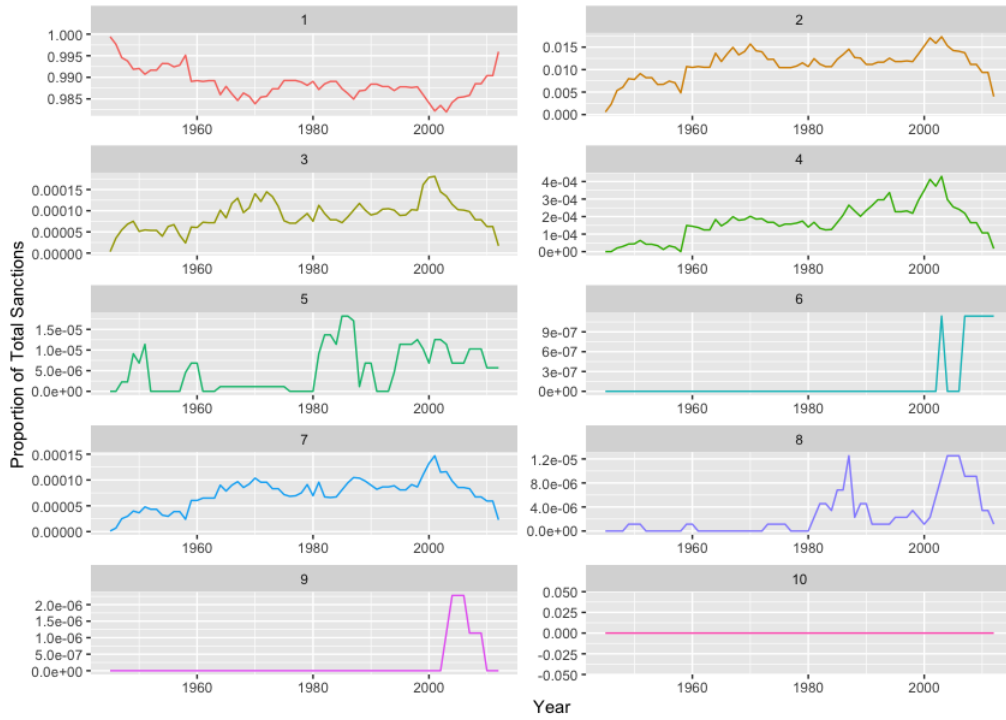 Proportion of Total Sanctions
1
1.000
0.995
0.990
0.985
1960 1980 2000
2
0.015
0.010
0.005
0.000
1960 1980 2000
3
0.00015
0.00010
0.00005
0.00000
1960 1980 2000
4
4e-04
3e-04
2e-04
1e-04
0e+00
1960 1980 2000
5
1.5e-05
1.0e-05
5.0e-06
0.0e+00
1960 1980 2000
6
9e-07
6e-07
3e-07
0e+00
1960 1980 2000
7
0.00015
0.00010
0.00005
0.00000
1960 1980 2000
8
1.2e-05
8.0e-06
4.0e-06
0.0e+00
1960 1980 2000
9
2.0e-06
1.5e-06
1.0e-06
5.0e-07
0.0e+00
1960 1980 2000
10
0.050
0.025
0.000
-0.025
-0.050
1960 1980 2000
Year